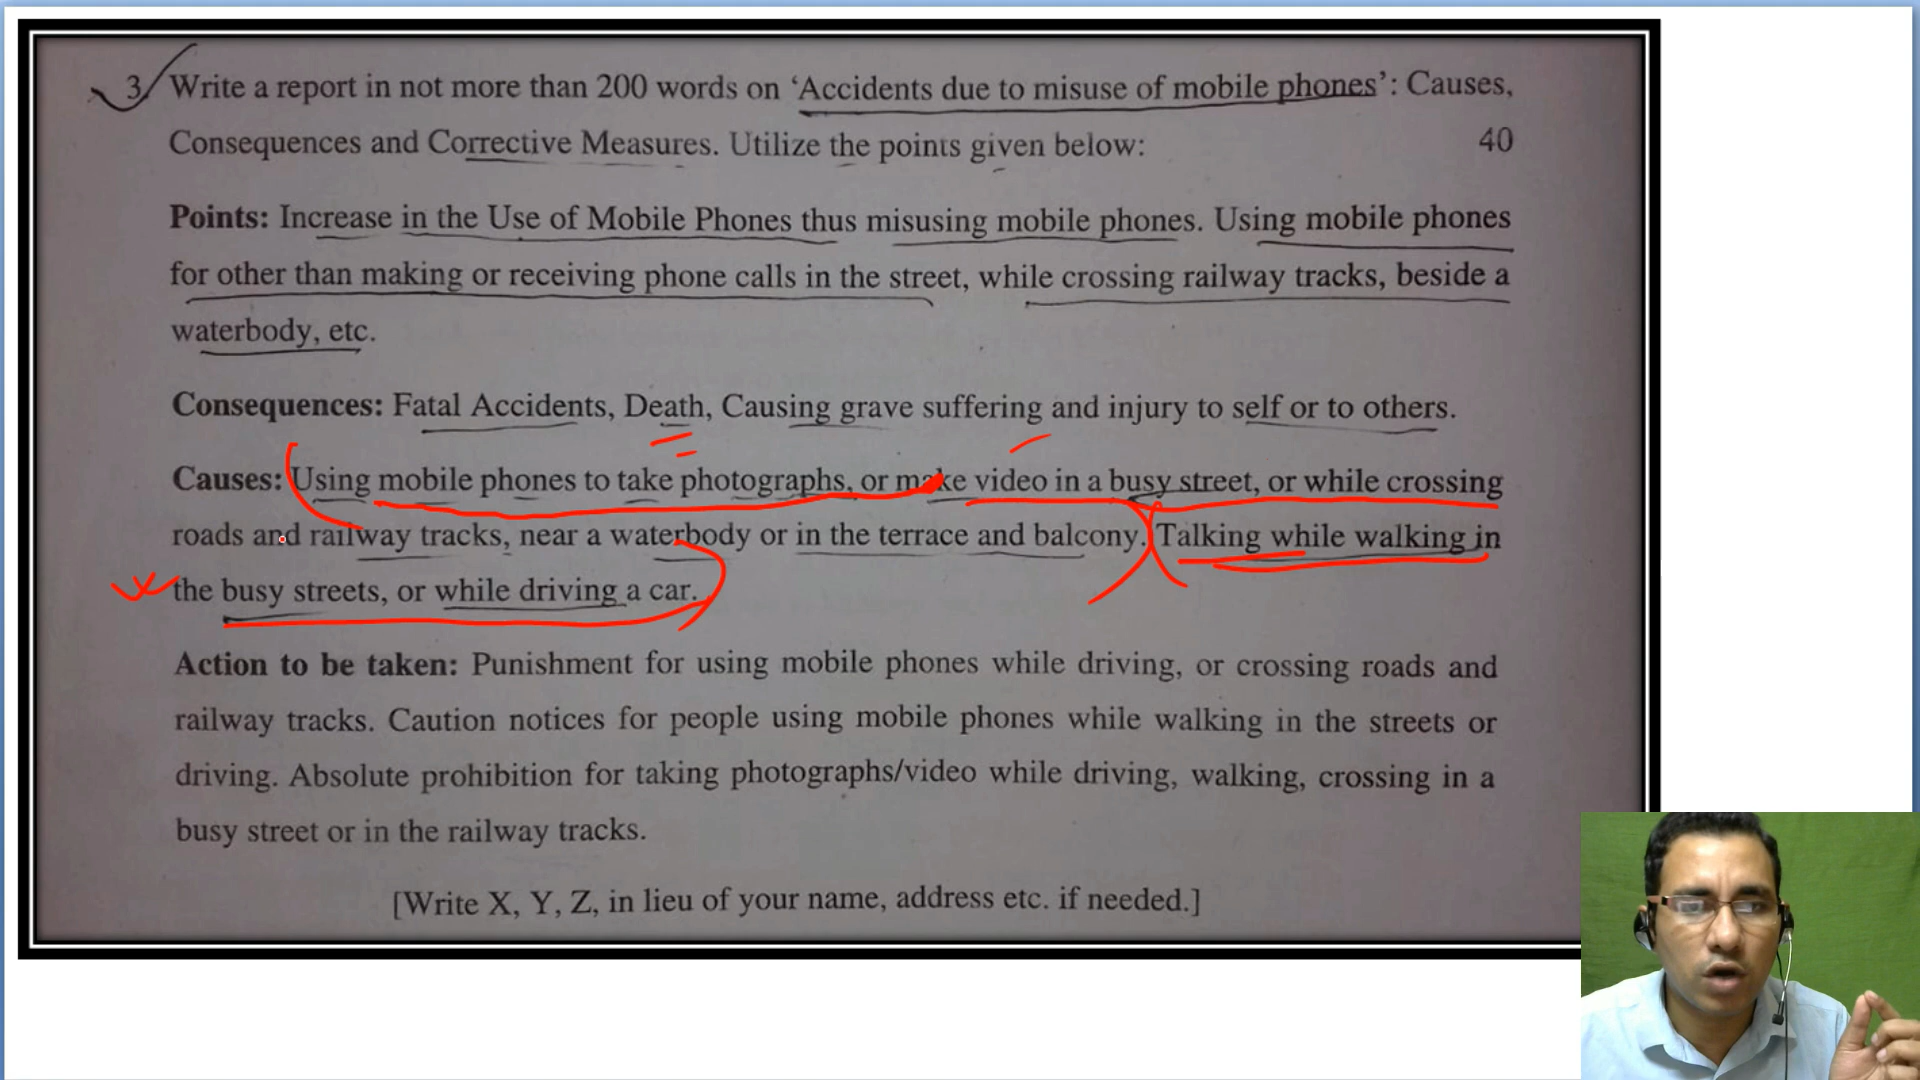 3 Write a report in not more than 200 words on ‘Accidents due to misuse of mobile phones’: Causes,
Consequences and Corrective Measures. Utilize the points given below: 40
Points: Increase in the Use of Mobile Phones thus misusing mobile phones. Using mobile phones
for other than making or receiving phone calls in the street, while crossing railway tracks, beside a
waterbody, etc.
Consequences: Fatal Accidents, Death, Causing grave suffering and injury to self or to others.
Causes: Using mobile phones to take photographs, or make video in a busy street, or while crossing
roads and railway tracks, near a waterbody or in the terrace and balcony. Talking while walking in
the busy streets, or while driving a car.
Action to be taken: Punishment for using mobile phones while driving, or crossing roads and
railway tracks. Caution notices for people using mobile phones while walking in the streets or
driving. Absolute prohibition for taking photographs/video while driving, walking, crossing in a
busy street or in the railway tracks.
[Write X, Y, Z, in lieu of your name, address etc. if needed.]